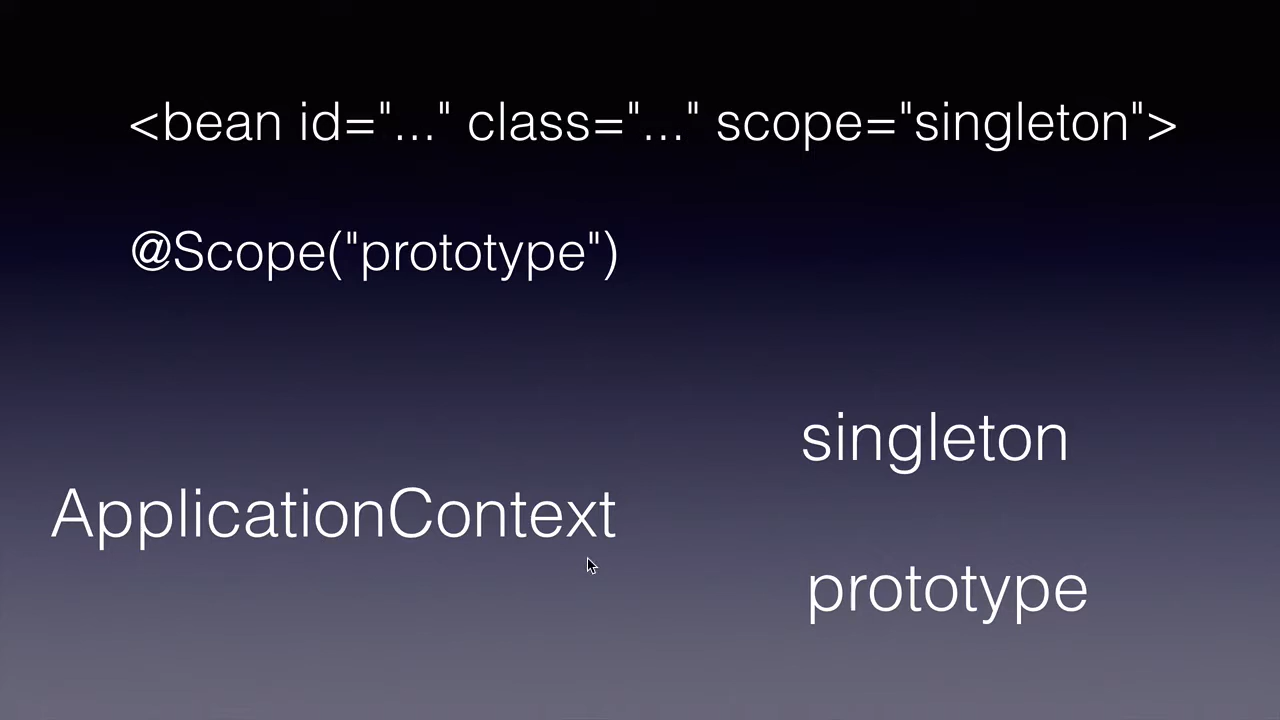 <bean id="..." class="..." scope="singleton">
@Scope("prototype")
singleton
ApplicationContext
prototype